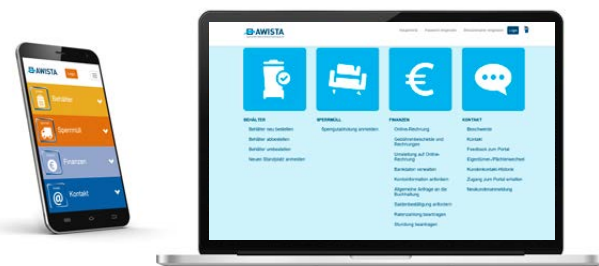 AWISTA
Login
Behälter
Sperrmüll
Finanzen
Kontakt
AWISTA
Login
BEHÄLTER
Behälter neu bestellen
Behälter abbestellen
Behälter umbestellen
Neuen Standplatz anmelden
SPERRMÜLL
Sperrgutabholung anmelden
FINANZEN
Online-Rechnung
Gebührenbescheide und
Rechnungen
Umstellung auf Online-
Rechnung
Bankdaten verwalten
Kontoinformation anfordern
Allgemeine Anfrage an die
Buchhaltung
Saldenbestätigung anfordern
Ratenzahlung beantragen
Stundung beantragen
KONTAKT
Beschwerde
Kontakt
Feedback zum Portal
Eigentümer-/Pächterwechsel
Kundenkontakt-Historie
Zugang zum Portal erhalten
Neukundenanmeldung